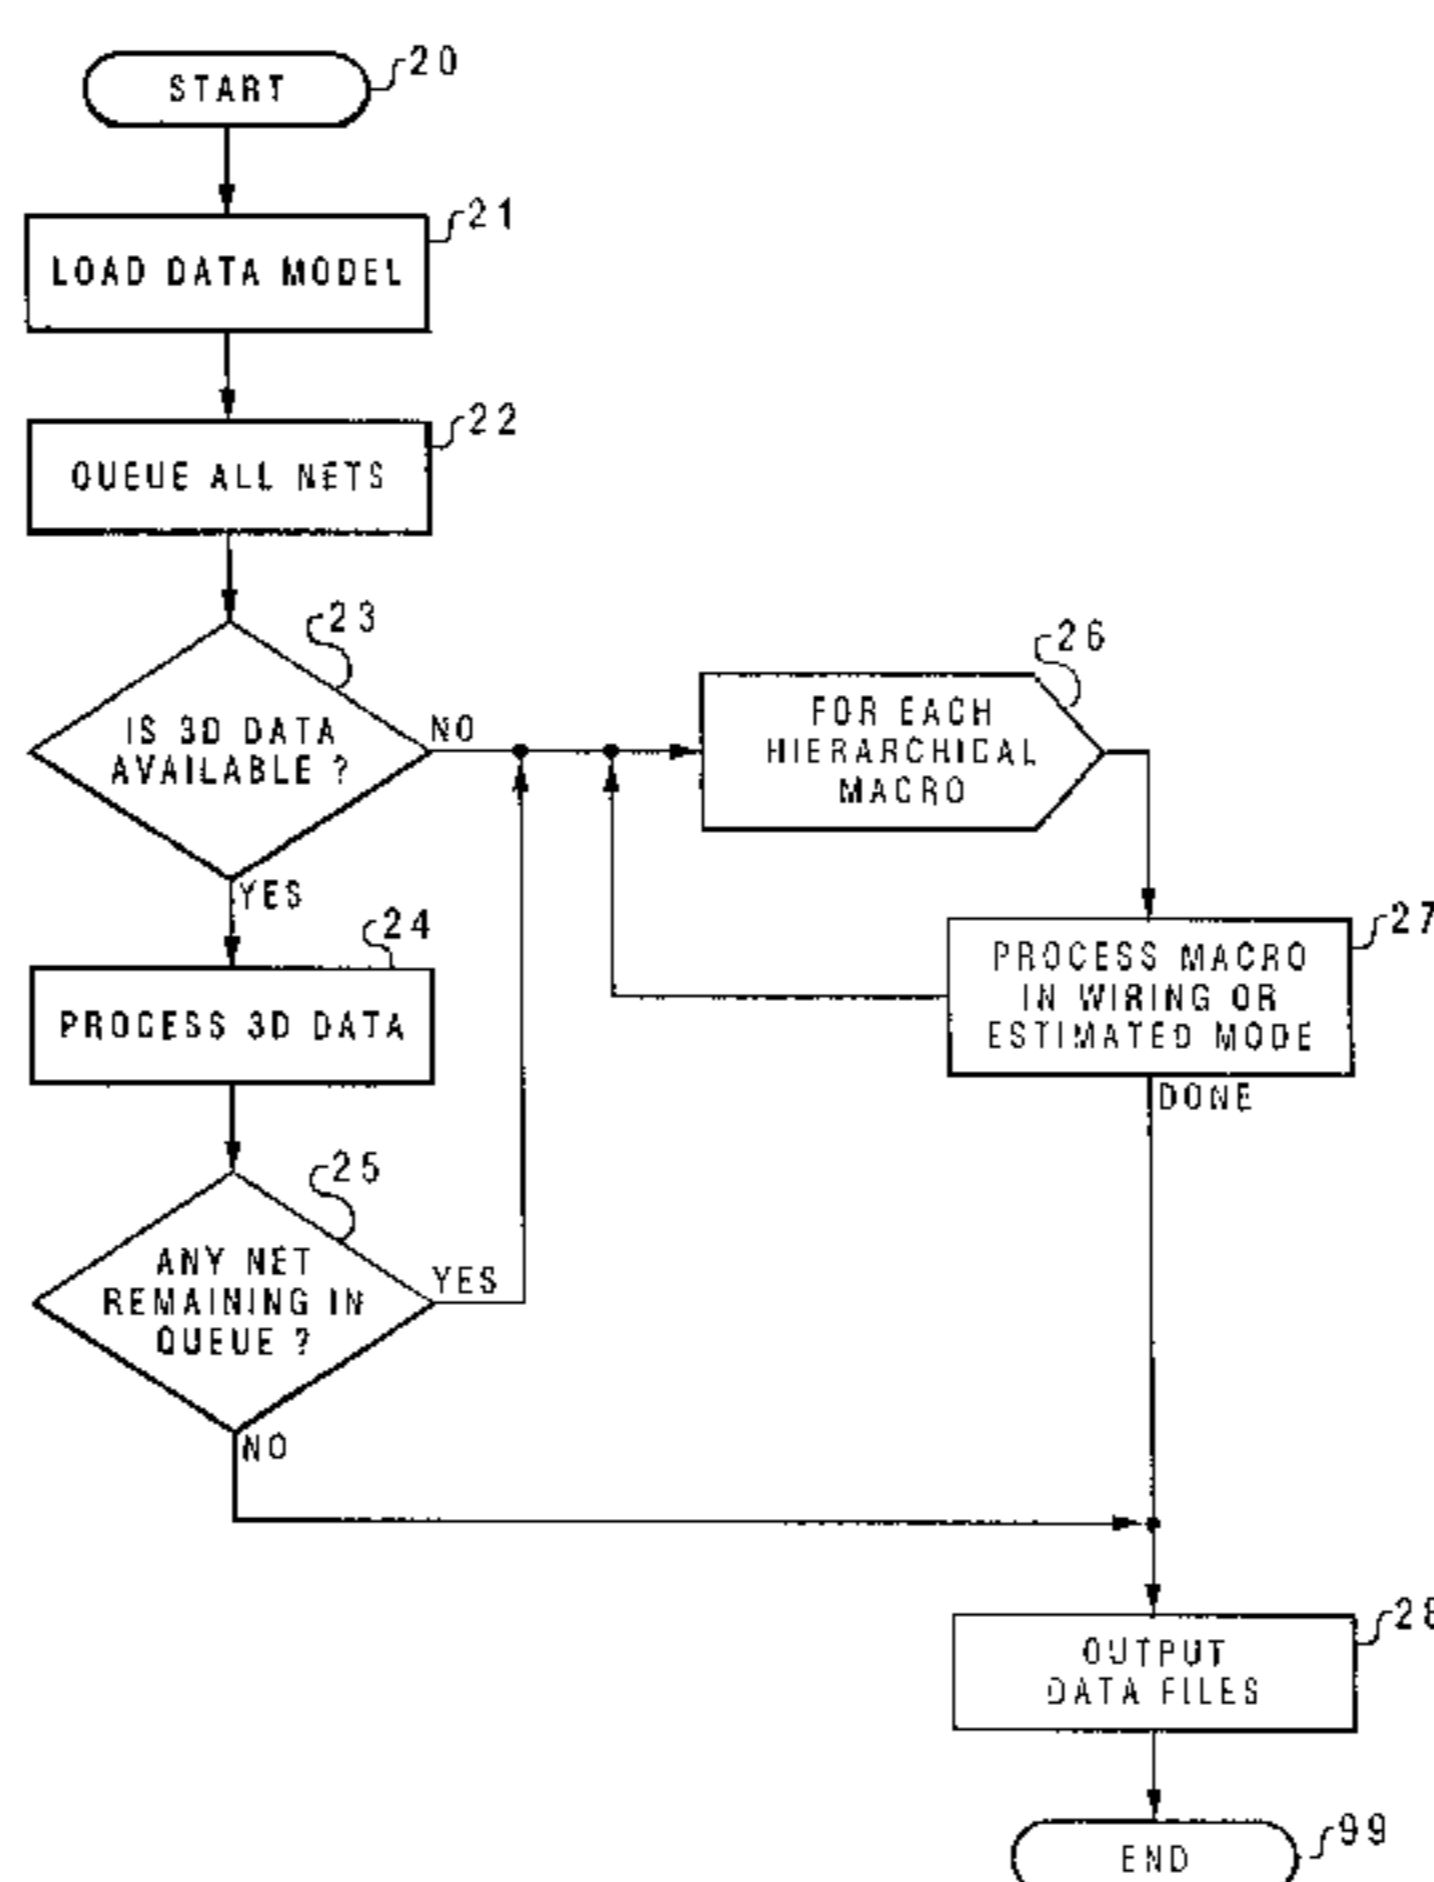 START
20
LOAD DATA MODEL
21
QUEUE ALL NETS
22
IS 3D DATA
AVAILABLE ?
23
NO
YES
PROCESS 3D DATA
24
ANY NET
REMAINING IN
QUEUE ?
25
YES
NO
FOR EACH
HIERARCHICAL
MACRO
26
PROCESS MACRO
IN WIRING OR
ESTIMATED MODE
27
DONE
OUTPUT
DATA FILES
28
END
99